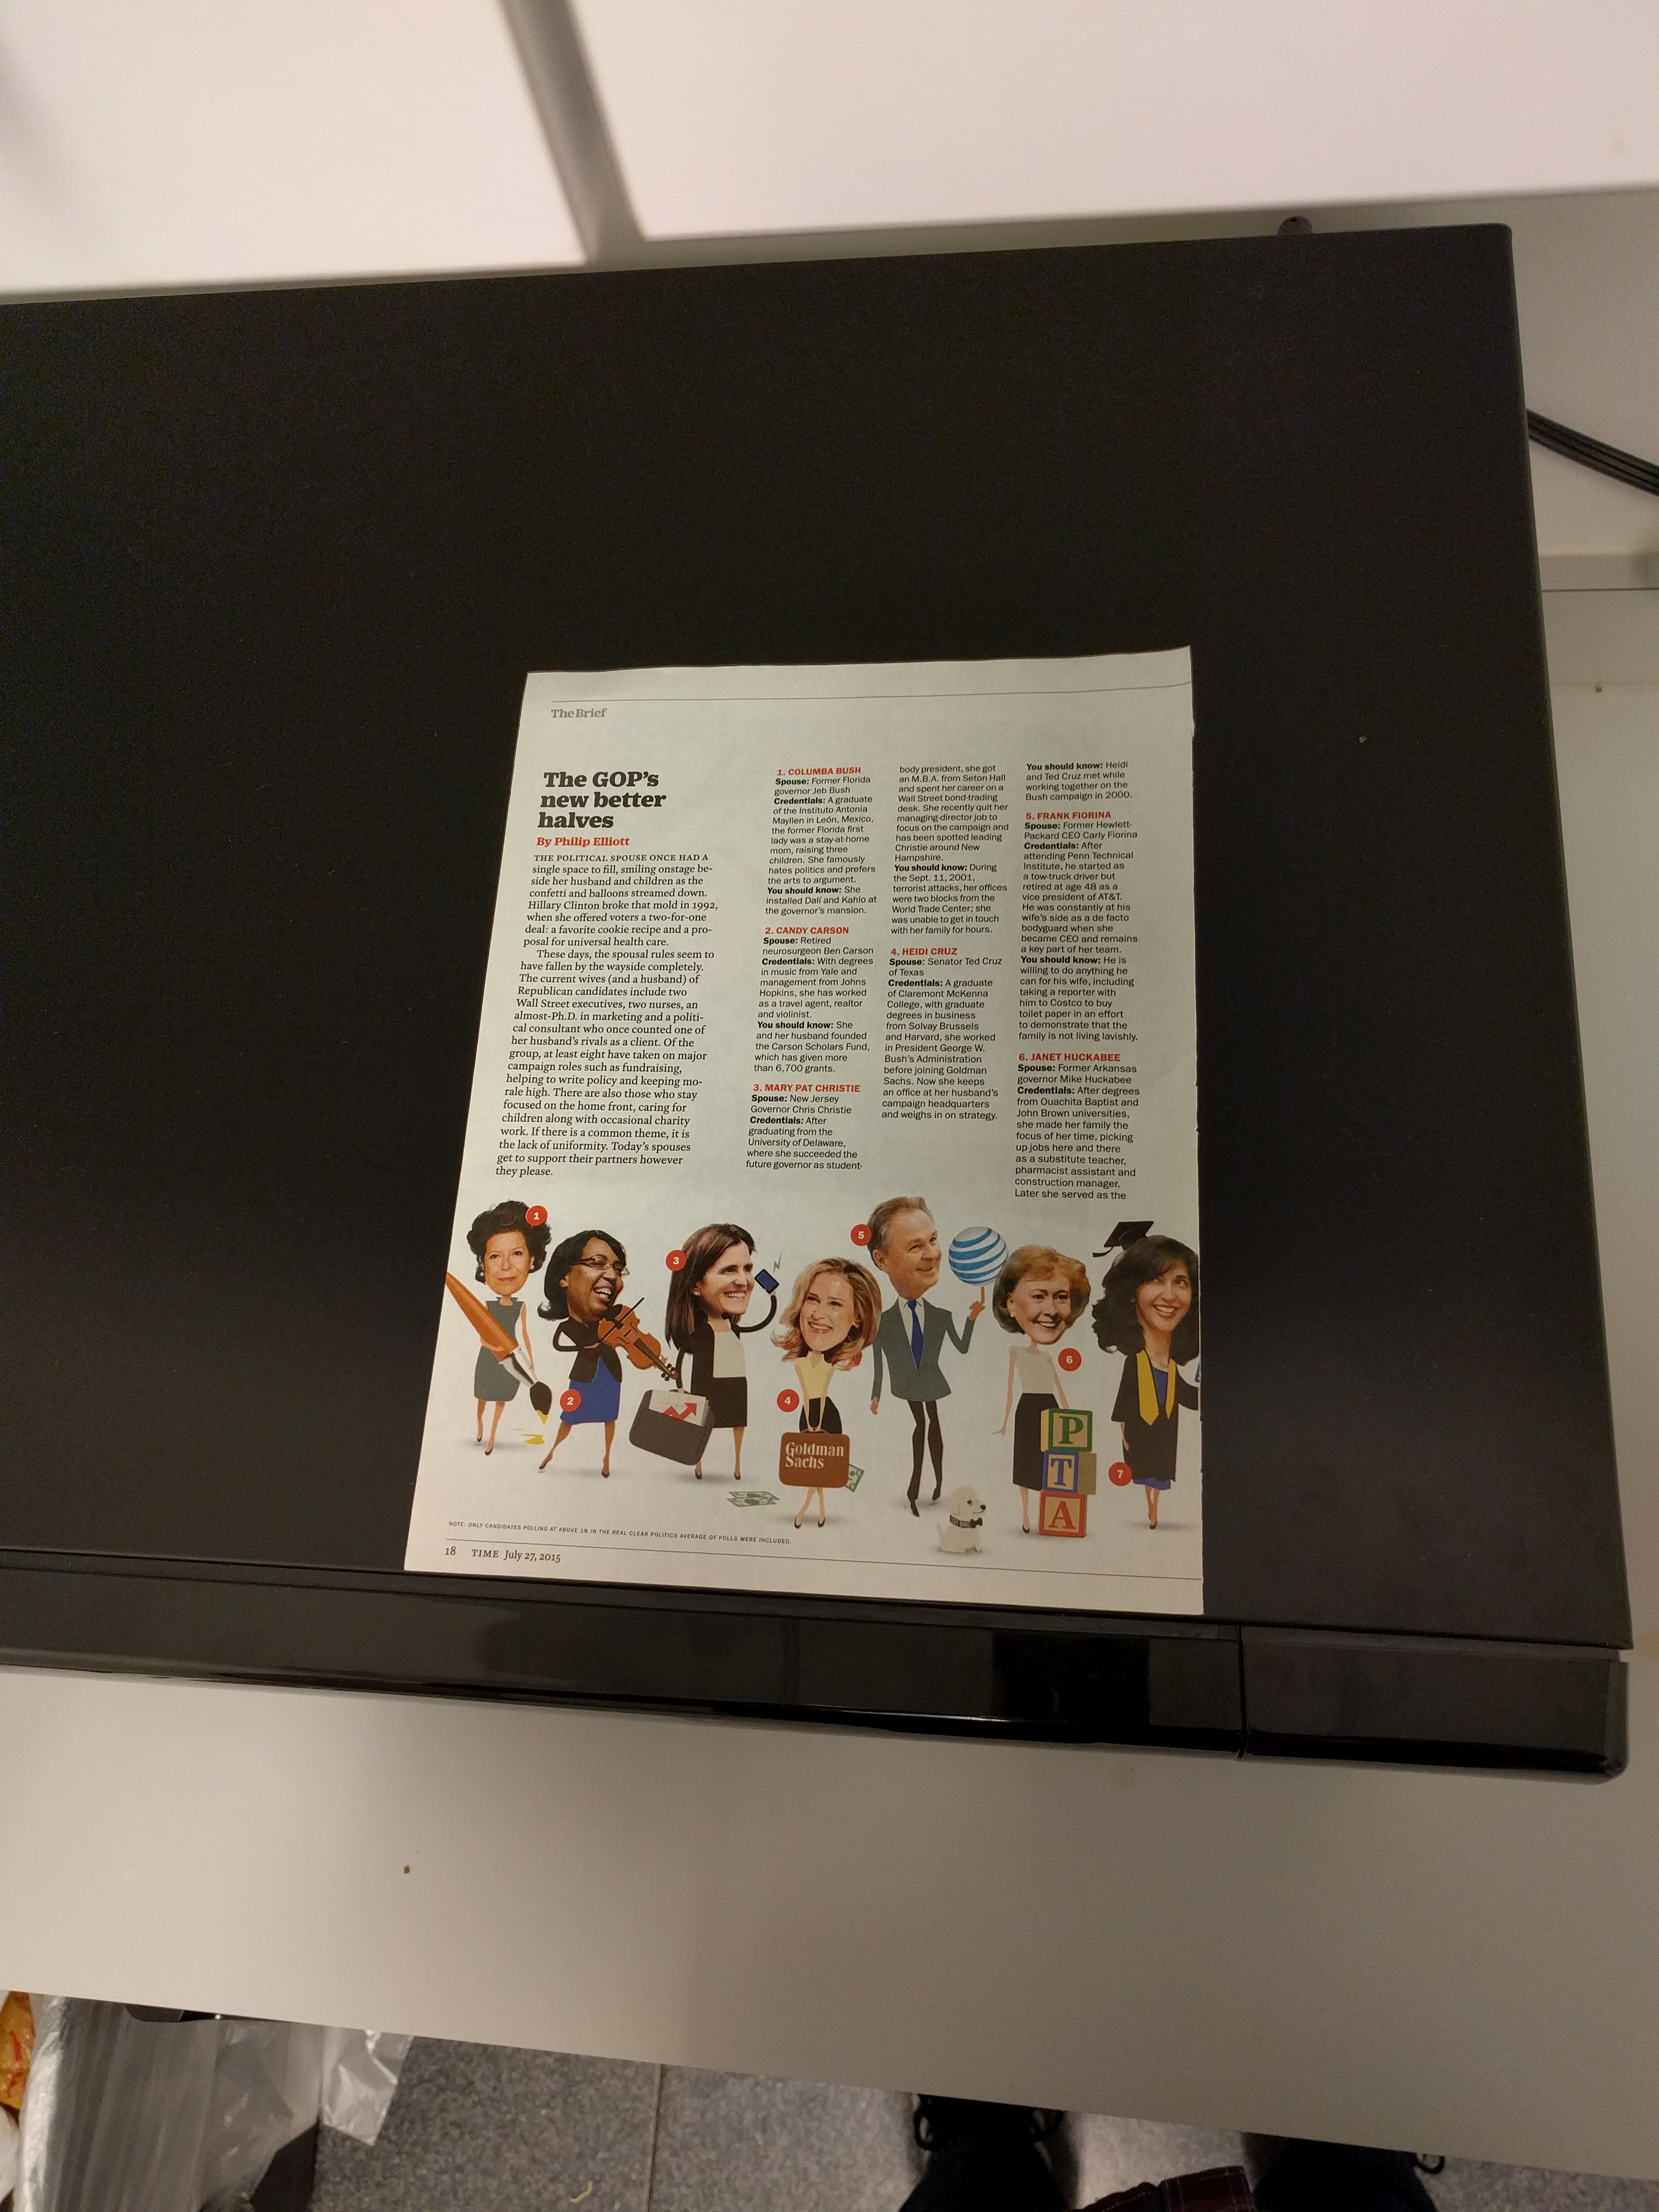 The Brief
The GOP's
new better
halves
By Philip Elliott
THE POLITICAL SPOUSE ONCE HAD A
single space to fill, smiling onstage be-
side her husband and children as the
confetti and balloons streamed down.
Hillary Clinton broke that mold in 1992,
when she offered voters a two-for-one
deal: a favorite cookie recipe and a pro-
posal for universal health care.
These days, the spousal rules seem to
have fallen by the wayside completely.
The current wives (and a husband) of
Republican candidates include two
Wall Street executives, two nurses, an
almost-Ph.D. in marketing and a politi-
cal consultant who once counted one of
her husband's rivals as a client. Of the
group, at least eight have taken on major
campaign roles such as fundraising,
helping to write policy and keeping mo-
rale high. There are also those who stay
focused on the home front, caring for
children along with occasional charity
work. If there is a common theme, it is
the lack of uniformity. Today's spouses
get to support their partners however
they please.
1. COLUMBA BUSH
Spouse: Former Florida
governor Jeb Bush
Credentials: A graduate
of the Instituto Antonia
Mayllen in León, Mexico,
the former Florida first
lady was a stay-at-home
mom, raising three
children. She famously
hates politics and prefers
the arts to argument.
You should know: She
installed Dalí and Kahlo at
the governor's mansion.
2. CANDY CARSON
Spouse: Retired
neurosurgeon Ben Carson
Credentials: With degrees
in music from Yale and
management from Johns
Hopkins, she has worked
as a travel agent, realtor
and violinist.
You should know: She
and her husband founded
the Carson Scholars Fund,
which has given more
than 6,700 grants.
3. MARY PAT CHRISTIE
Spouse: New Jersey
Governor Chris Christie
Credentials: After
graduating from the
University of Delaware,
where she succeeded the
future governor as student-
body president, she got
an M.B.A. from Seton Hall
and spent her career on a
Wall Street bond-trading
desk. She recently quit her
managing-director job to
focus on the campaign and
has been spotted leading
Christie around New
Hampshire.
You should know: During
the Sept. 11, 2001,
terrorist attacks, her offices
were two blocks from the
World Trade Center; she
was unable to get in touch
with her family for hours.
4. HEIDI CRUZ
Spouse: Senator Ted Cruz
of Texas
Credentials: A graduate
of Claremont McKenna
College, with graduate
degrees in business
from Solvay Brussels
and Harvard, she worked
in President George W.
Bush's Administration
before joining Goldman
Sachs. Now she keeps
an office at her husband's
campaign headquarters
and weighs in on strategy.
You should know: Heidi
and Ted Cruz met while
working together on the
Bush campaign in 2000.
5. FRANK FIORINA
Spouse: Former Hewlett-
Packard CEO Carly Fiorina
Credentials: After
attending Penn Technical
Institute, he started as
a tow-truck driver but
retired at age 48 as a
vice president of AT&T.
He was constantly at his
wife's side as a de facto
bodyguard when she
became CEO and remains
a key part of her team.
You should know: He is
willing to do anything he
can for his wife, including
taking a reporter with
him to Costco to buy
toilet paper in an effort
to demonstrate that the
family is not living lavishly.
6. JANET HUCKABEE
Spouse: Former Arkansas
governor Mike Huckabee
Credentials: After degrees
from Ouachita Baptist and
John Brown universities,
she made her family the
focus of her time, picking
up jobs here and there
as a substitute teacher,
pharmacist assistant and
construction manager.
Later she served as the
1
2
3
4
5
6
7
Goldman
Sachs
P
T
A
NOTE: ONLY CANDIDATES POLLING AT ABOVE 1% IN THE REAL CLEAR POLITICS AVERAGE OF POLLS WERE INCLUDED.
18 TIME July 27, 2015